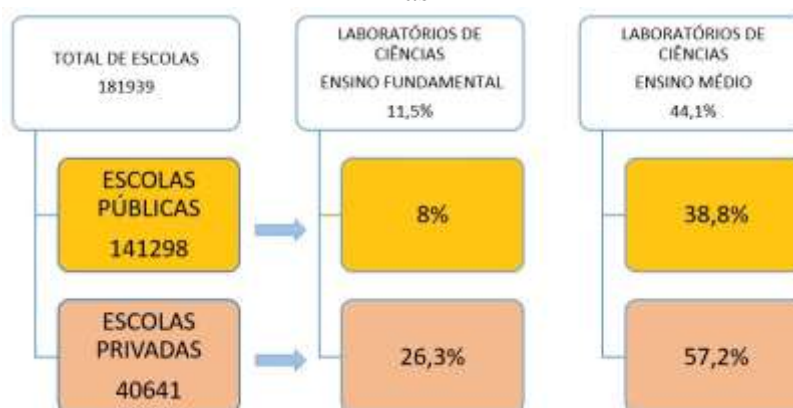 TOTAL DE ESCOLAS
181939
ESCOLAS
PÚBLICAS
141298
ESCOLAS
PRIVADAS
40641
LABORATÓRIOS DE
CIÊNCIAS
ENSINO FUNDAMENTAL
11,5%
8%
26,3%
LABORATÓRIOS DE
CIÊNCIAS
ENSINO MÉDIO
44,1%
38,8%
57,2%